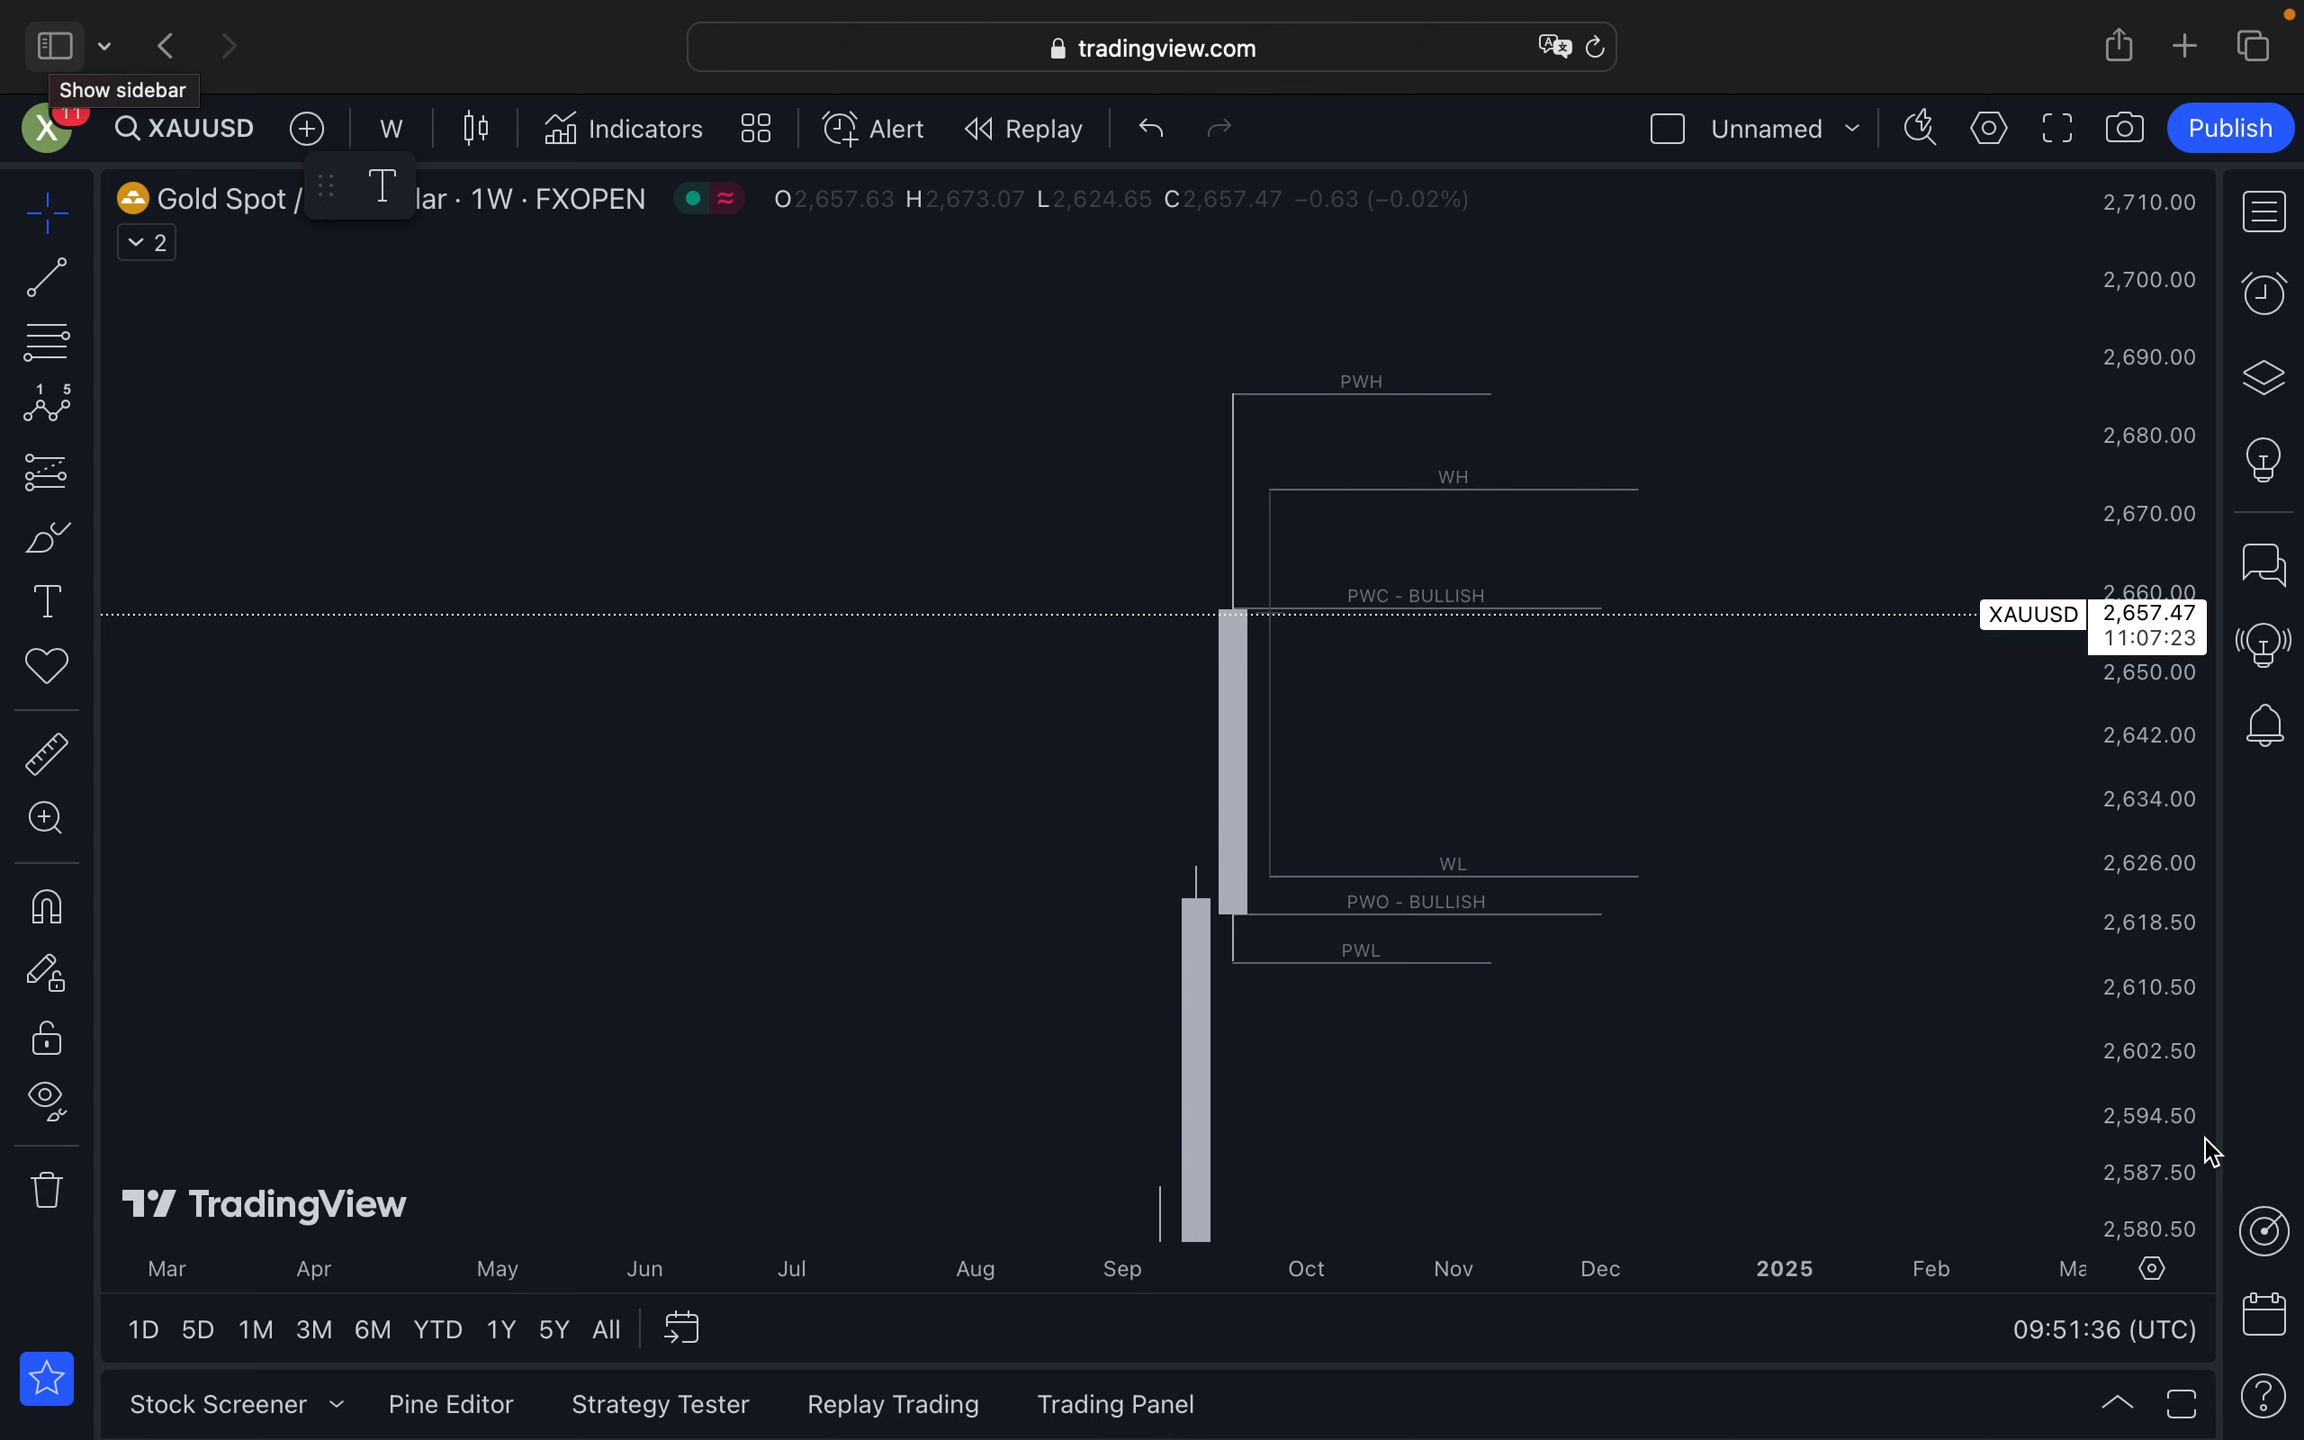 tradingview.com
Show sidebar
X
11
XAUUSD
W
Indicators
Alert
Replay
Unnamed
Publish
Gold Spot /
lar · 1W · FXOPEN
O2,657.63 H2,673.07 L2,624.65 C2,657.47 −0.63 (−0.02%)
T
2
1 5
2,710.00
2,700.00
2,690.00
PWH
2,680.00
WH
2,670.00
PWC - BULLISH
2,660.00
XAUUSD 2,657.47
11:07:23
2,650.00
2,642.00
2,634.00
2,626.00
WL
PWO - BULLISH
2,618.50
PWL
2,610.50
2,602.50
2,594.50
2,587.50
2,580.50
TradingView
Mar Apr May Jun Jul Aug Sep Oct Nov Dec 2025 Feb Ma
1D 5D 1M 3M 6M YTD 1Y 5Y All
09:51:36 (UTC)
Stock Screener Pine Editor Strategy Tester Replay Trading Trading Panel